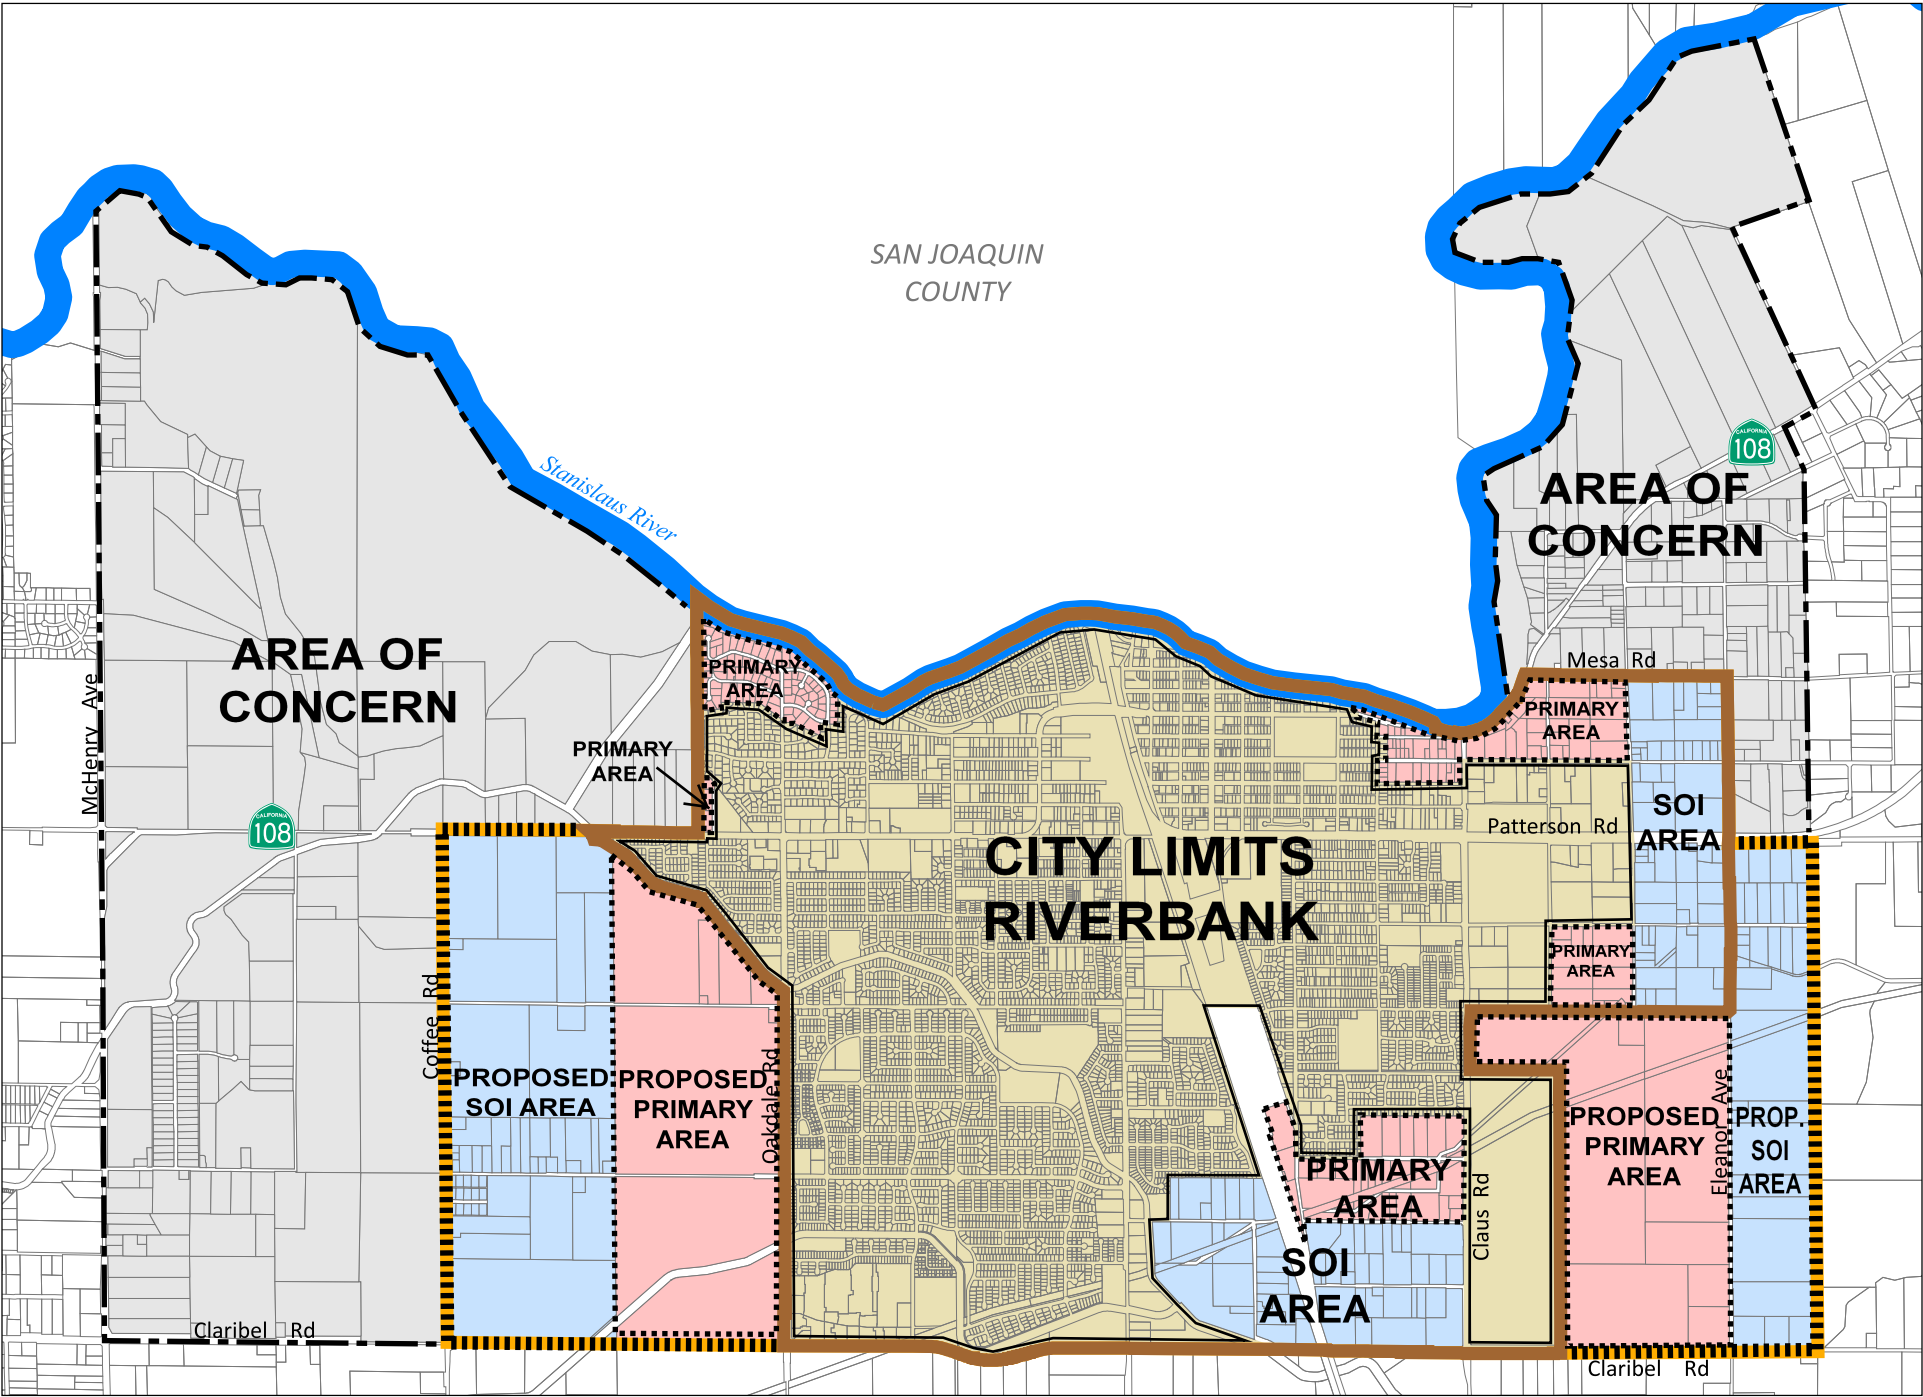 SAN JOAQUIN
COUNTY
Stanislaus River
CALIFORNIA
108
AREA OF
CONCERN
AREA OF
CONCERN
Mesa Rd
PRIMARY
AREA
PRIMARY
AREA
PRIMARY
AREA
McHenry Ave
CALIFORNIA
108
SOI
AREA
Patterson Rd
CITY LIMITS
RIVERBANK
PRIMARY
AREA
Coffee Rd
PROPOSED
SOI AREA
PROPOSED
PRIMARY
AREA
Oakdale Rd
PRIMARY
AREA
Claus Rd
PROPOSED
PRIMARY
AREA
Eleanor Ave
PROP.
SOI
AREA
SOI
AREA
Claribel Rd
Claribel Rd